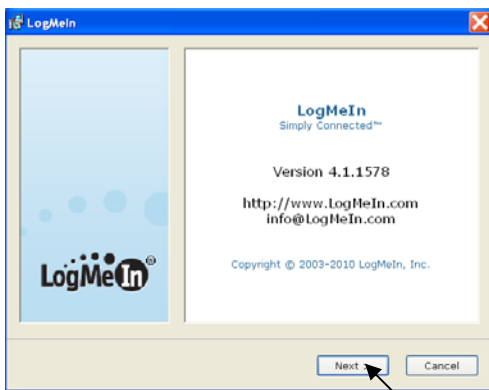 LogMeIn
LogMeIn
Simply Connected™
Version 4.1.1578
http://www.LogMeIn.com
info@LogMeIn.com
Copyright © 2003-2010 LogMeIn, Inc.
LogMeIn®
Next >
Cancel